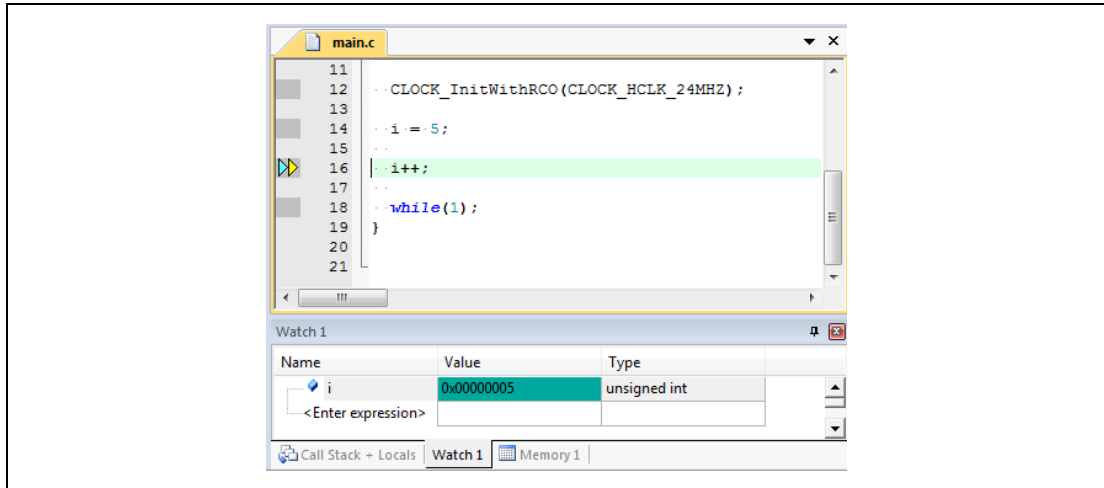 main.c
11
12 CLOCK_InitWithRCO(CLOCK_HCLK_24MHZ);
13
14 i = 5;
15
16 i++;
17
18 while(1);
19 }
20
21
Watch 1
Name Value Type
i 0x00000005 unsigned int
<Enter expression>
Call Stack + Locals Watch 1 Memory 1